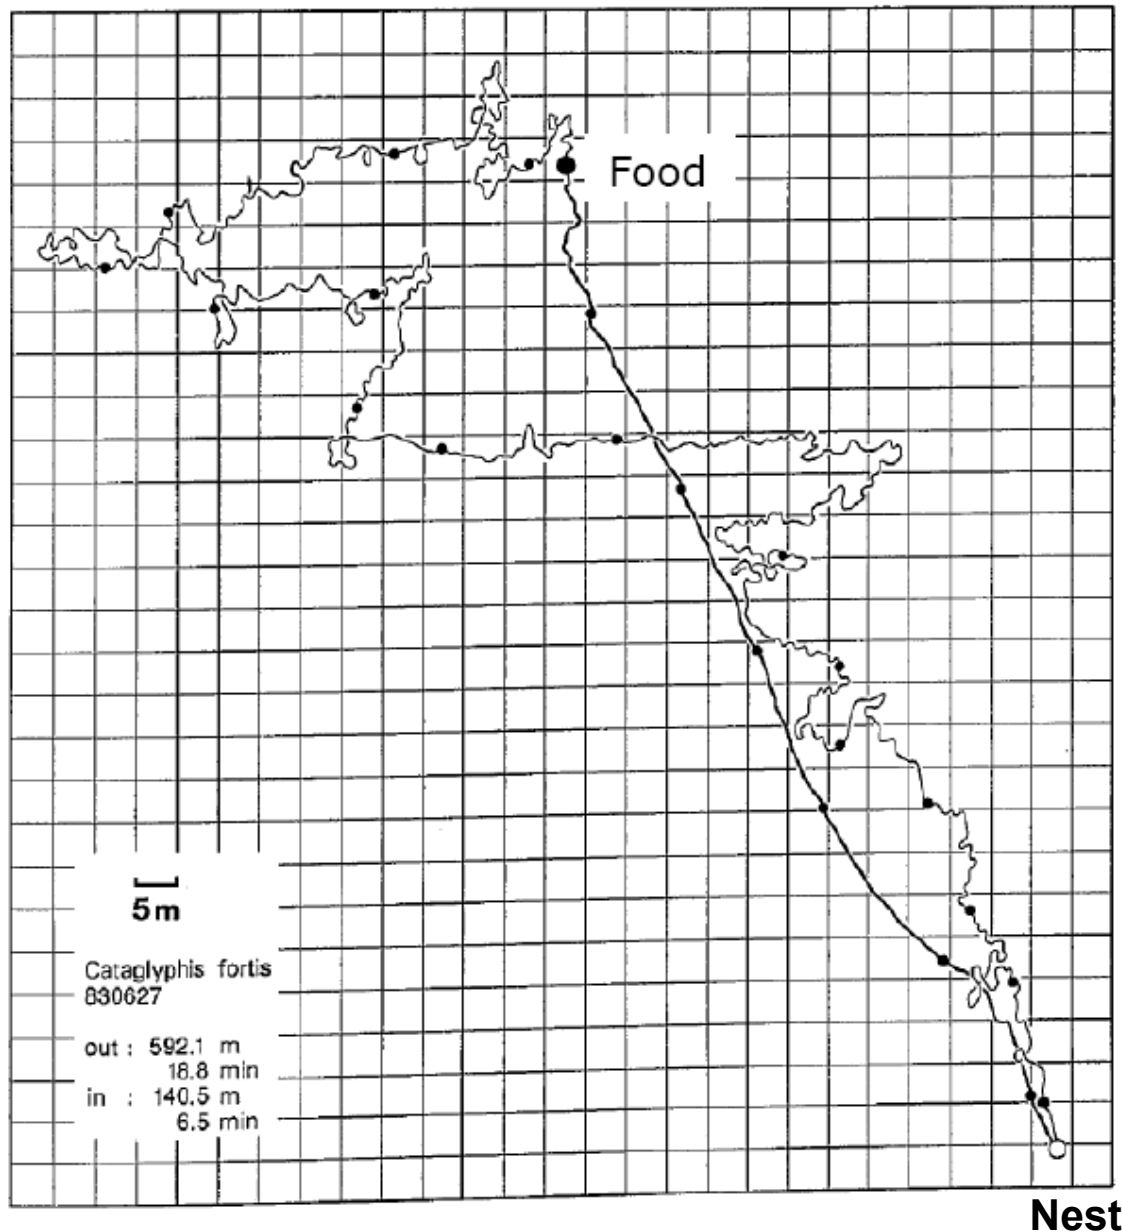 Food
5m
Cataglyphis fortis
830627
out : 592.1 m
18.8 min
in : 140.5 m
6.5 min
Nest